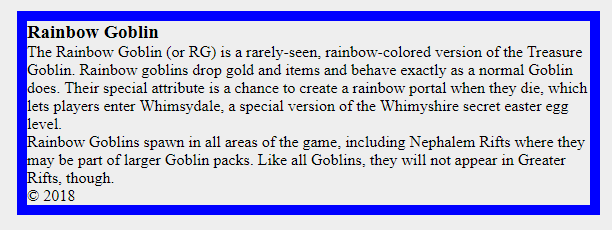 Rainbow Goblin
The Rainbow Goblin (or RG) is a rarely-seen, rainbow-colored version of the Treasure
Goblin. Rainbow goblins drop gold and items and behave exactly as a normal Goblin
does. Their special attribute is a chance to create a rainbow portal when they die, which
lets players enter Whimsydale, a special version of the Whimyshire secret easter egg
level.
Rainbow Goblins spawn in all areas of the game, including Nephalem Rifts where they
may be part of larger Goblin packs. Like all Goblins, they will not appear in Greater
Rifts, though.
© 2018